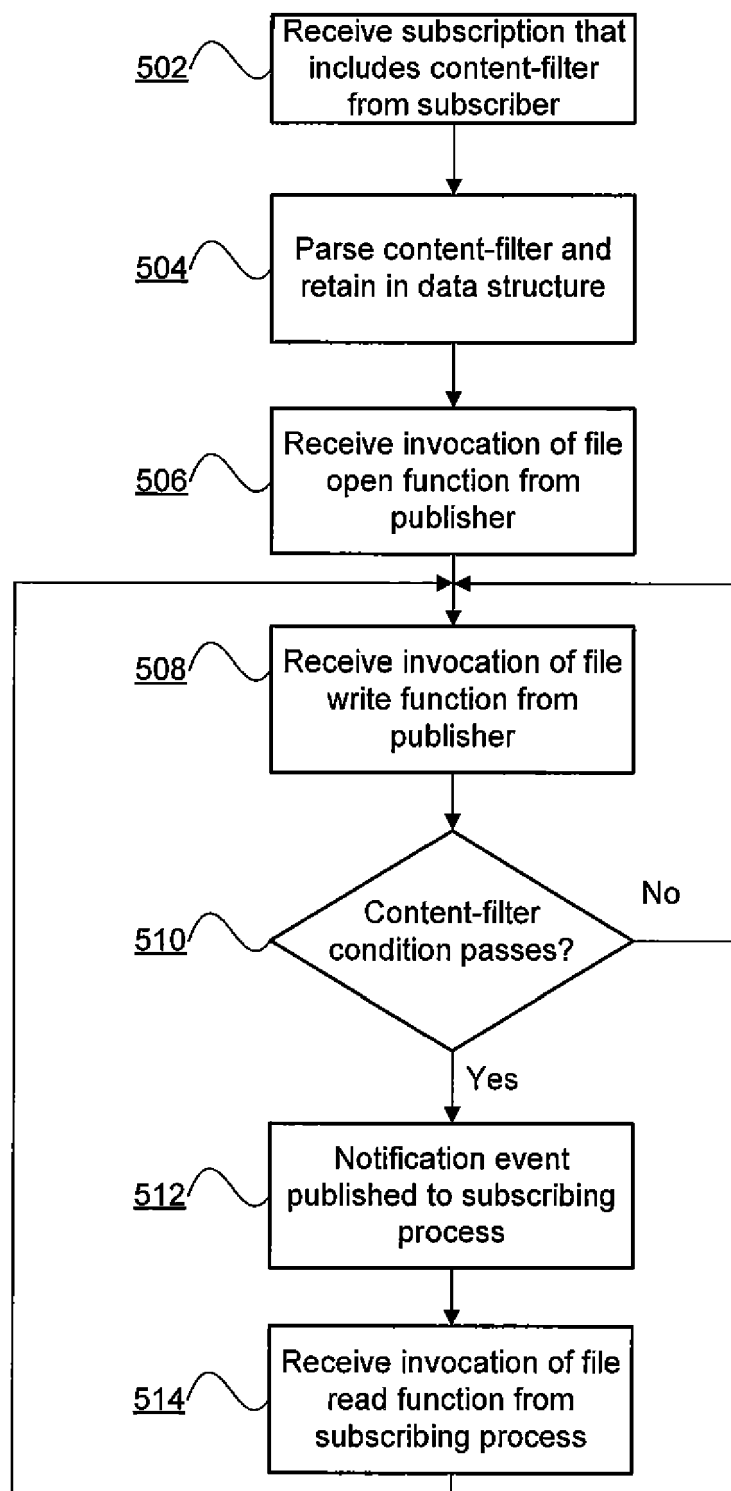 Receive subscription that
502
includes content-filter
from subscriber
504
Parse content-filter and
retain in data structure
506
Receive invocation of file
open function from
publisher
508
Receive invocation of file
write function from
publisher
510
Content-filter
condition passes?
No
Yes
512
Notification event
published to subscribing
process
514
Receive invocation of file
read function from
subscribing process